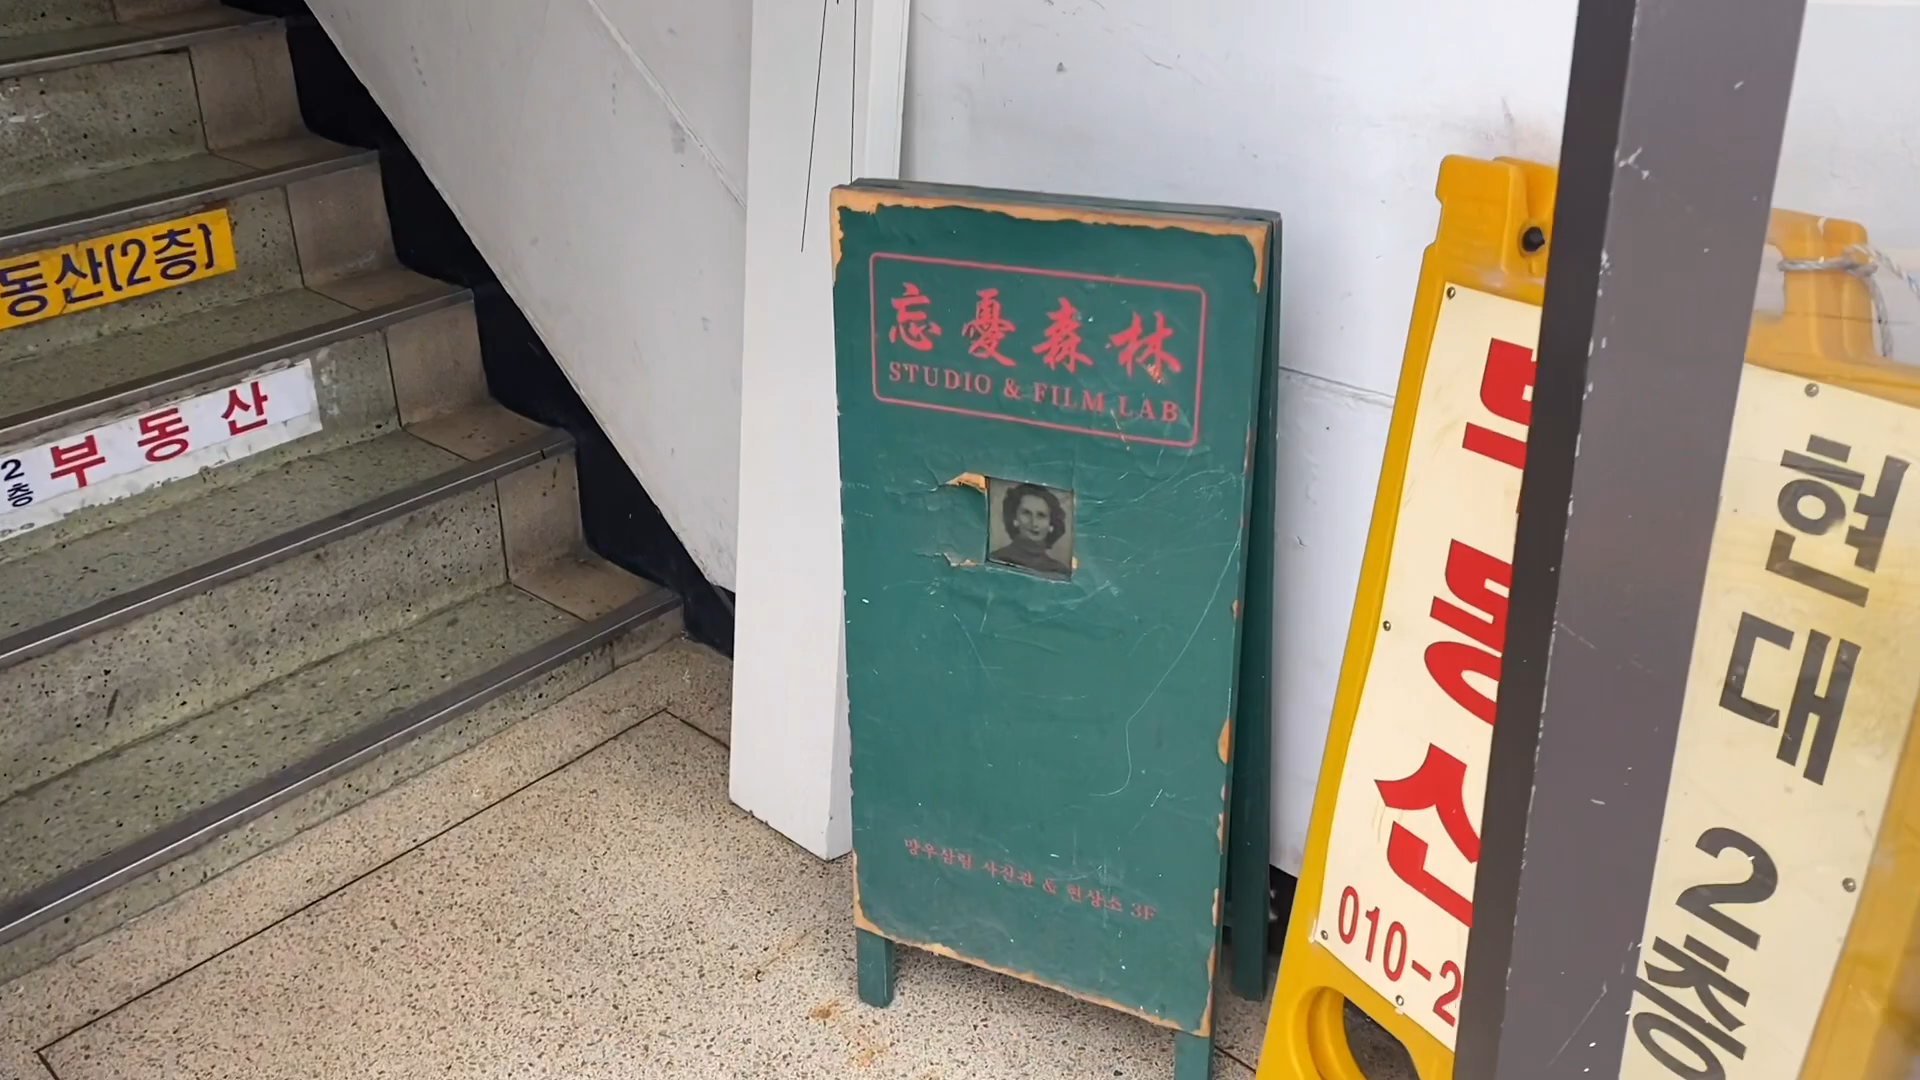 동산(2층)
2층 부동산
忘憂森林
STUDIO & FILM LAB
망우삼림 사진관 & 현상소 3F
부동산
010-2
현대 2층